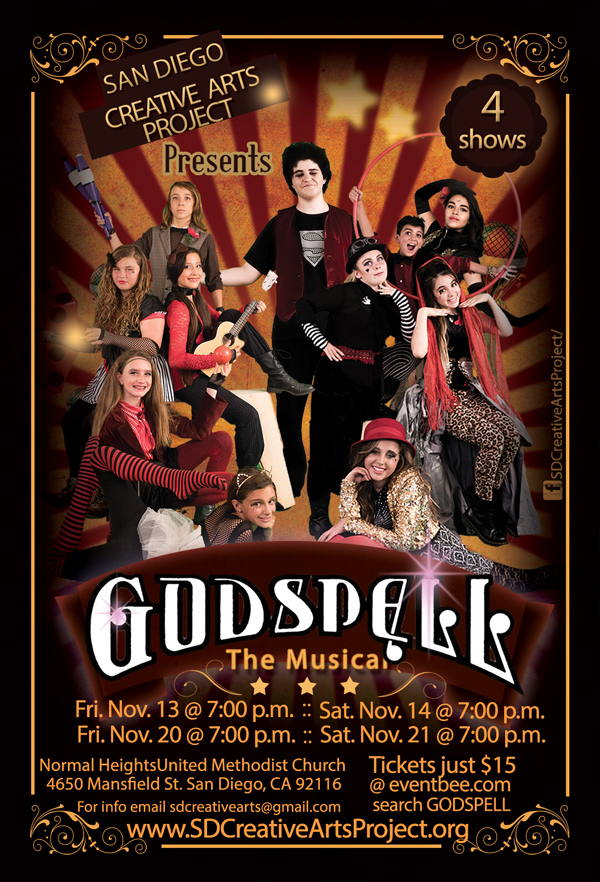 SAN DIEGO
CREATIVE ARTS
PROJECT
Presents
4
shows
f SDCreativeArtsProject/
GODSPELL
The Musical
Fri. Nov. 13 @ 7:00 p.m. :: Sat. Nov. 14 @ 7:00 p.m.
Fri. Nov. 20 @ 7:00 p.m. :: Sat. Nov. 21 @ 7:00 p.m.
Normal HeightsUnited Methodist Church
4650 Mansfield St. San Diego, CA 92116
For info email sdcreativearts@gmail.com
Tickets just $15
@ eventbee.com
search GODSPELL
www.SDCreativeArtsProject.org